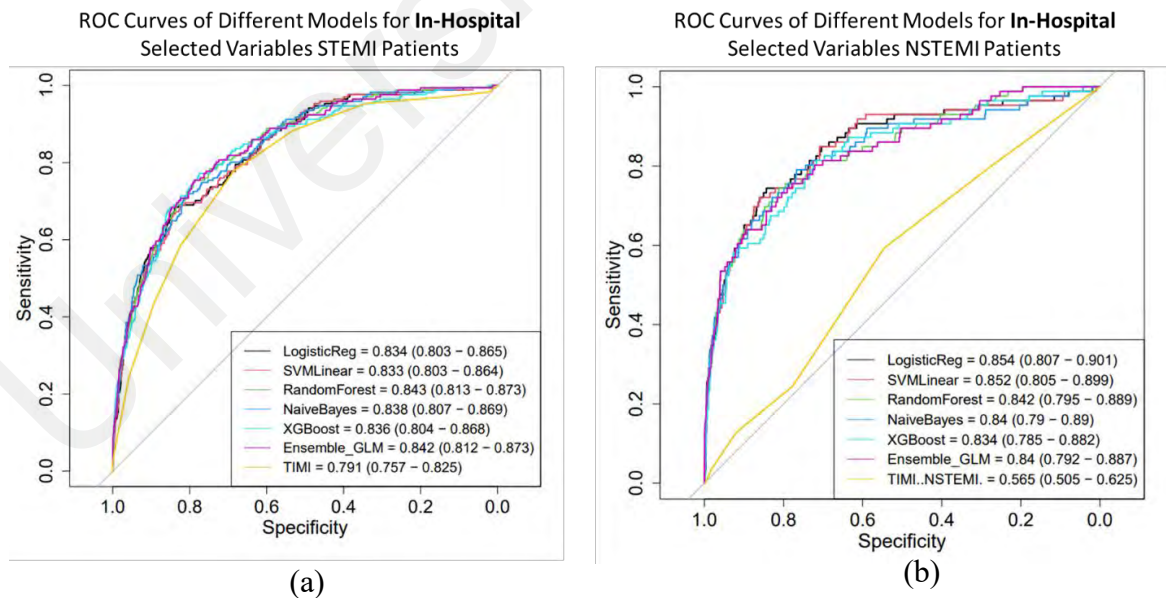 ROC Curves of Different Models for In-Hospital
Selected Variables STEMI Patients
Sensitivity
1.0
0.8
0.6
0.4
0.2
0.0
LogisticReg = 0.834 (0.803 − 0.865)
SVMLinear = 0.833 (0.803 − 0.864)
RandomForest = 0.843 (0.813 − 0.873)
NaiveBayes = 0.838 (0.807 − 0.869)
XGBoost = 0.836 (0.804 − 0.868)
Ensemble_GLM = 0.842 (0.812 − 0.873)
TIMI = 0.791 (0.757 − 0.825)
1.0 0.8 0.6 0.4 0.2 0.0
Specificity
(a)
ROC Curves of Different Models for In-Hospital
Selected Variables NSTEMI Patients
Sensitivity
1.0
0.8
0.6
0.4
0.2
0.0
LogisticReg = 0.854 (0.807 − 0.901)
SVMLinear = 0.852 (0.805 − 0.899)
RandomForest = 0.842 (0.795 − 0.889)
NaiveBayes = 0.84 (0.79 − 0.89)
XGBoost = 0.834 (0.785 − 0.882)
Ensemble_GLM = 0.84 (0.792 − 0.887)
TIMI..NSTEMI. = 0.565 (0.505 − 0.625)
1.0 0.8 0.6 0.4 0.2 0.0
Specificity
(b)
Univers